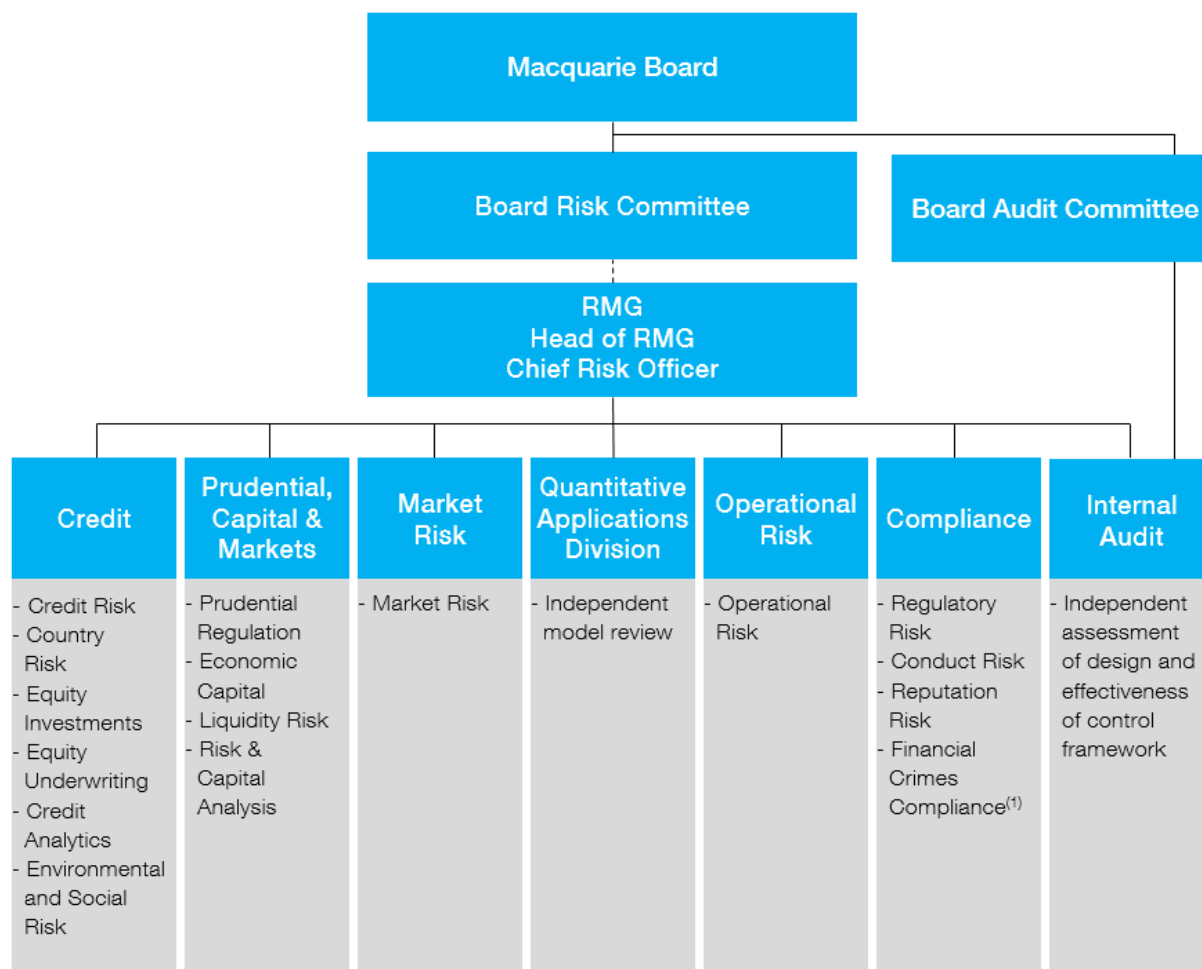 Macquarie Board
Board Risk Committee
Board Audit Committee
RMG
Head of RMG
Chief Risk Officer
Credit
- Credit Risk
- Country
Risk
- Equity
Investments
- Equity
Underwriting
- Credit
Analytics
- Environmental
and Social
Risk
Prudential,
Capital &
Markets
- Prudential
Regulation
- Economic
Capital
- Liquidity Risk
- Risk &
Capital
Analysis
Market
Risk
- Market Risk
Quantitative
Applications
Division
- Independent
model review
Operational
Risk
- Operational
Risk
Compliance
- Regulatory
Risk
- Conduct Risk
- Reputation
Risk
- Financial
Crimes
Compliance(1)
Internal
Audit
- Independent
assessment
of design and
effectiveness
of control
framework